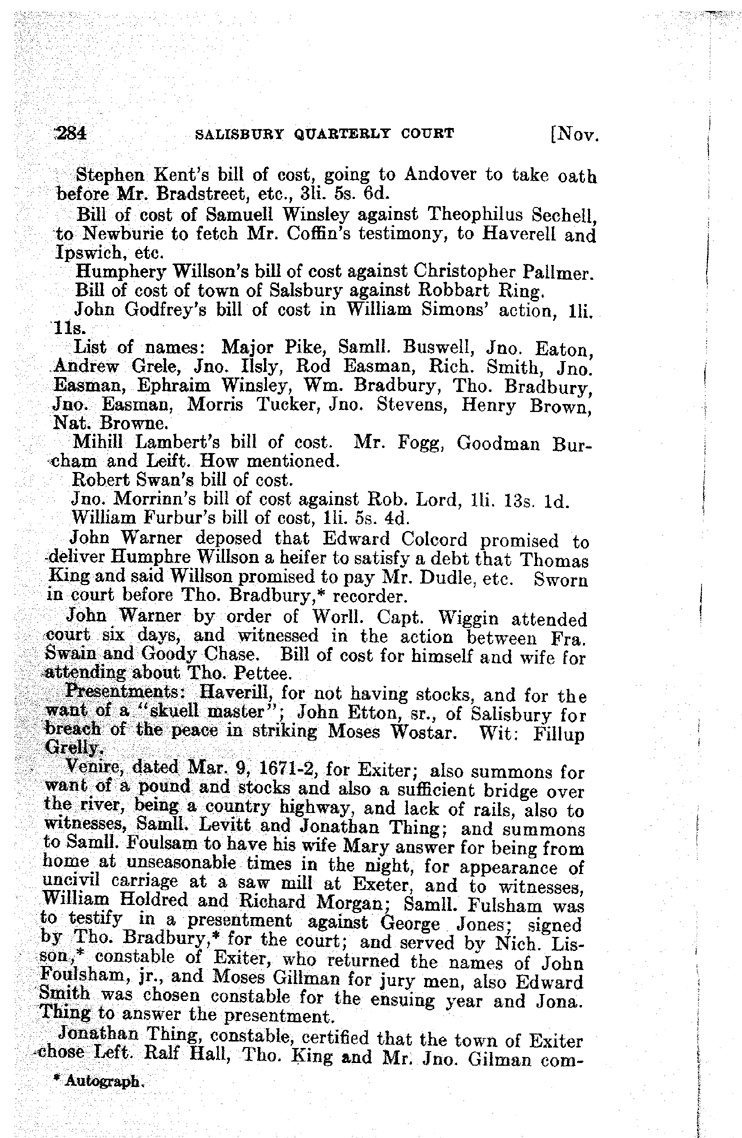 284 SALISBURY QUARTERLY COURT [Nov.
Stephen Kent's bill of cost, going to Andover to take oath
before Mr. Bradstreet, etc., 3li. 5s. 6d.
Bill of cost of Samuell Winsley against Theophilus Sechell,
to Newburie to fetch Mr. Coffin's testimony, to Haverell and
Ipswich, etc.
Humphery Willson's bill of cost against Christopher Pallmer.
Bill of cost of town of Salsbury against Robbart Ring.
John Godfrey's bill of cost in William Simons' action, 1li.
11s.
List of names: Major Pike, Samll. Buswell, Jno. Eaton,
Andrew Grele, Jno. Ilsly, Rod Easman, Rich. Smith, Jno.
Easman, Ephraim Winsley, Wm. Bradbury, Tho. Bradbury,
Jno. Easman, Morris Tucker, Jno. Stevens, Henry Brown,
Nat. Browne.
Mihill Lambert's bill of cost. Mr. Fogg, Goodman Bur-
cham and Leift. How mentioned.
Robert Swan's bill of cost.
Jno. Morrinn's bill of cost against Rob. Lord, 1li. 13s. 1d.
William Furbur's bill of cost, 1li. 5s. 4d.
John Warner deposed that Edward Colcord promised to
deliver Humphre Willson a heifer to satisfy a debt that Thomas
King and said Willson promised to pay Mr. Dudle, etc. Sworn
in court before Tho. Bradbury,* recorder.
John Warner by order of Worll. Capt. Wiggin attended
court six days, and witnessed in the action between Fra.
Swain and Goody Chase. Bill of cost for himself and wife for
attending about Tho. Pettee.
Presentments: Haverill, for not having stocks, and for the
want of a "skuell master"; John Etton, sr., of Salisbury for
breach of the peace in striking Moses Wostar. Wit: Fillup
Grelly.
Venire, dated Mar. 9, 1671-2, for Exiter; also summons for
want of a pound and stocks and also a sufficient bridge over
the river, being a country highway, and lack of rails, also to
witnesses, Samll. Levitt and Jonathan Thing; and summons
to Samll. Foulsam to have his wife Mary answer for being from
home at unseasonable times in the night, for appearance of
uncivil carriage at a saw mill at Exeter, and to witnesses,
William Holdred and Richard Morgan; Samll. Fulsham was
to testify in a presentment against George Jones; signed
by Tho. Bradbury,* for the court; and served by Nich. Lis-
son,* constable of Exiter, who returned the names of John
Foulsham, jr., and Moses Gillman for jury men, also Edward
Smith was chosen constable for the ensuing year and Jona.
Thing to answer the presentment.
Jonathan Thing, constable, certified that the town of Exiter
chose Left. Ralf Hall, Tho. King and Mr. Jno. Gilman com-
* Autograph.